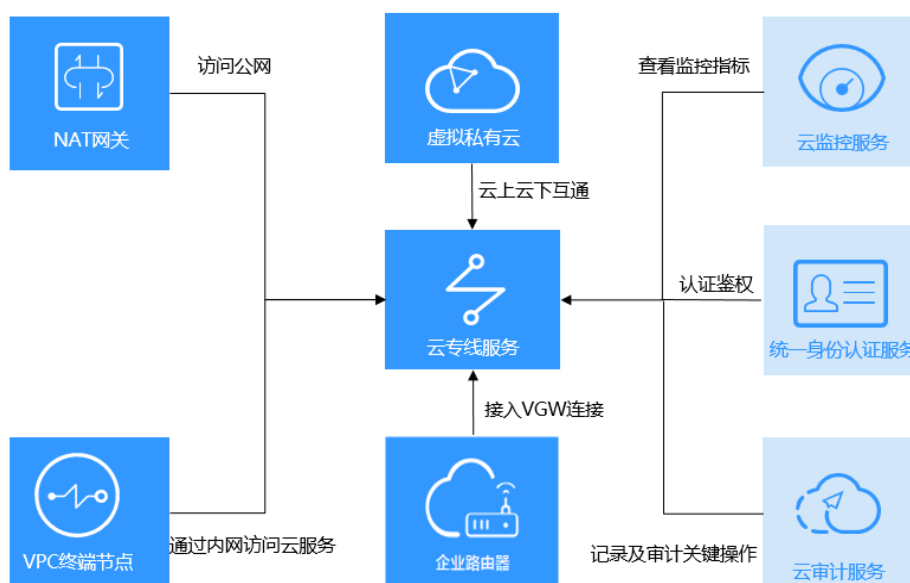 访问公网
查看监控指标
NAT网关
虚拟私有云
云监控服务
云上云下互通
认证鉴权
云专线服务
统一身份认证服务
接入VGW连接
通过内网访问云服务
记录及审计关键操作
VPC终端节点
企业路由器
云审计服务